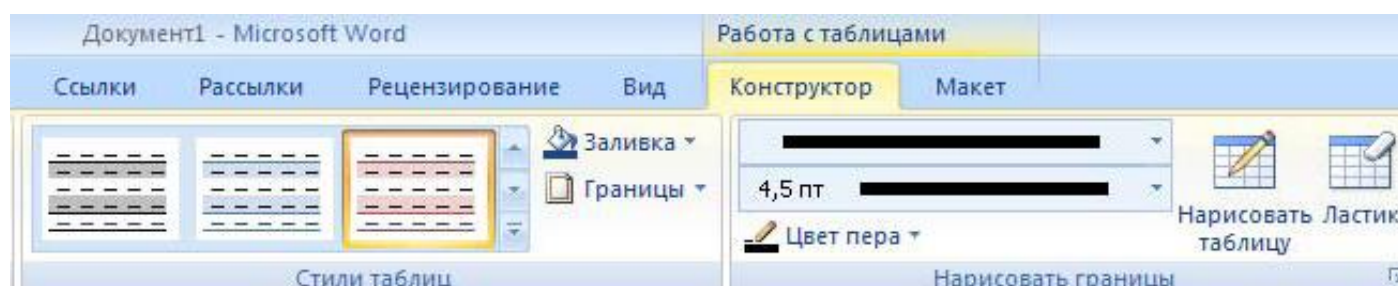 Документ1 - Microsoft Word
Работа с таблицами
Ссылки Рассылки Рецензирование Вид Конструктор Макет
Заливка
Границы
4,5 пт
Цвет пера
Нарисовать таблицу
Ластик
Стили таблиц
Нарисовать границы